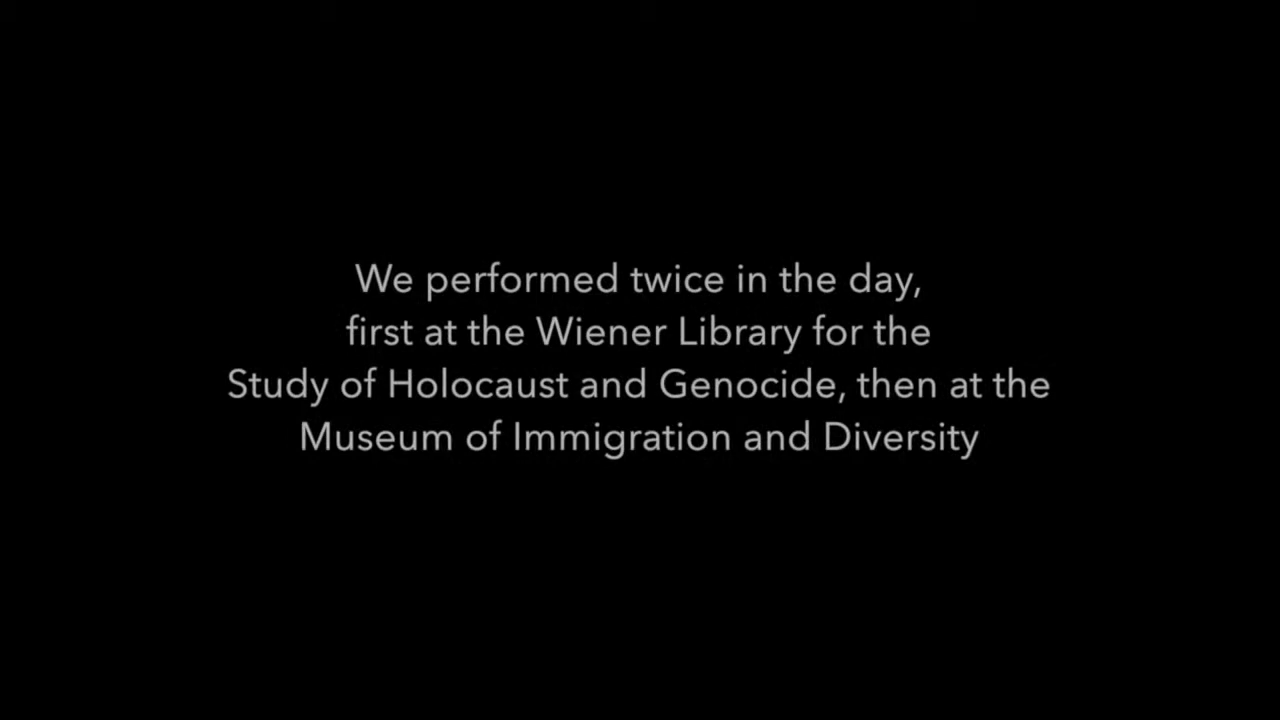 We performed twice in the day,
first at the Wiener Library for the
Study of Holocaust and Genocide, then at the
Museum of Immigration and Diversity